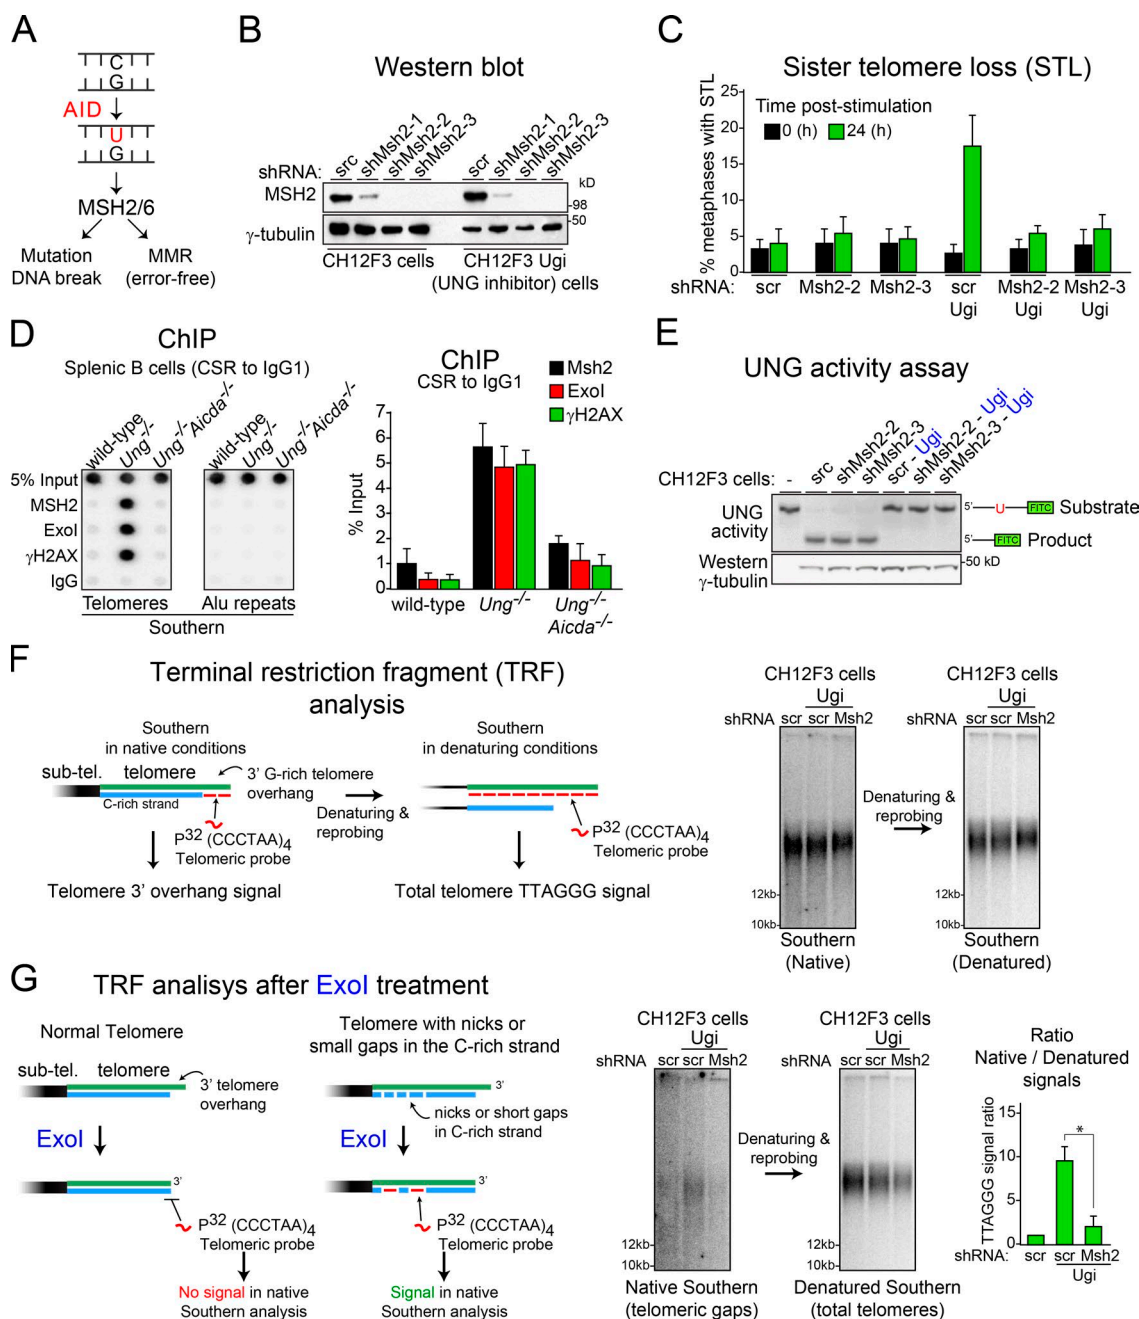 A
C
G
AID
U
G
MSH2/6
Mutation
DNA break
MMR
(error-free)
B
Western blot
shRNA:
src
shMsh2-1
shMsh2-2
shMsh2-3
scr
shMsh2-1
shMsh2-2
shMsh2-3
kD
MSH2
-98
-50
γ-tubulin
CH12F3 cells
CH12F3 Ugi
(UNG inhibitor) cells
C
Sister telomere loss (STL)
% metaphases with STL
25
20
15
10
5
0
Time post-stimulation
0 (h)
24 (h)
shRNA:
scr
Msh2-2
Msh2-3
scr
Ugi
Msh2-2
Ugi
Msh2-3
Ugi
D
ChIP
Splenic B cells (CSR to IgG1)
wild-type
Ung-/-
Ung-/-Aicda-/-
wild-type
Ung-/-
Ung-/-Aicda-/-
5% Input
MSH2
ExoI
γH2AX
IgG
Telomeres
Alu repeats
Southern
ChIP
CSR to IgG1
Msh2
ExoI
γH2AX
% Input
7
6
5
4
3
2
1
0
wild-type
Ung-/-
Ung-/-
Aicda-/-
E
UNG activity assay
CH12F3 cells:
-
src
shMsh2-2
shMsh2-3
scr - Ugi
shMsh2-2 - Ugi
shMsh2-3 - Ugi
UNG
activity
5' U FITC Substrate
5' FITC Product
Western
γ-tubulin
-50 kD
F
Terminal restriction fragment (TRF)
analysis
Southern
in native conditions
Southern
in denaturing conditions
sub-tel.
telomere
3' G-rich telomere
overhang
C-rich strand
Denaturing &
reprobing
P32 (CCCTAA)4
Telomeric probe
P32 (CCCTAA)4
Telomeric probe
Telomere 3' overhang signal
Total telomere TTAGGG signal
CH12F3 cells
Ugi
shRNA scr scr Msh2
12kb-
10kb-
Southern
(Native)
Denaturing &
reprobing
CH12F3 cells
Ugi
shRNA scr scr Msh2
12kb-
10kb-
Southern
(Denatured)
G
TRF analisys after ExoI treatment
Normal Telomere
Telomere with nicks or
small gaps in the C-rich strand
sub-tel.
telomere
3' telomere
overhang
3'
nicks or short gaps
in C-rich strand
ExoI
ExoI
3'
3'
P32 (CCCTAA)4
Telomeric probe
P32 (CCCTAA)4
Telomeric probe
No signal in native
Southern analysis
Signal in native
Southern analysis
CH12F3 cells
Ugi
shRNA scr scr Msh2
12kb-
10kb-
Native Southern
(telomeric gaps)
Denaturing &
reprobing
CH12F3 cells
Ugi
shRNA scr scr Msh2
12kb-
10kb-
Denatured Southern
(total telomeres)
Ratio
Native / Denatured
signals
TTAGGG signal ratio
15
10
5
0
*
shRNA:
scr
scr Msh2
Ugi